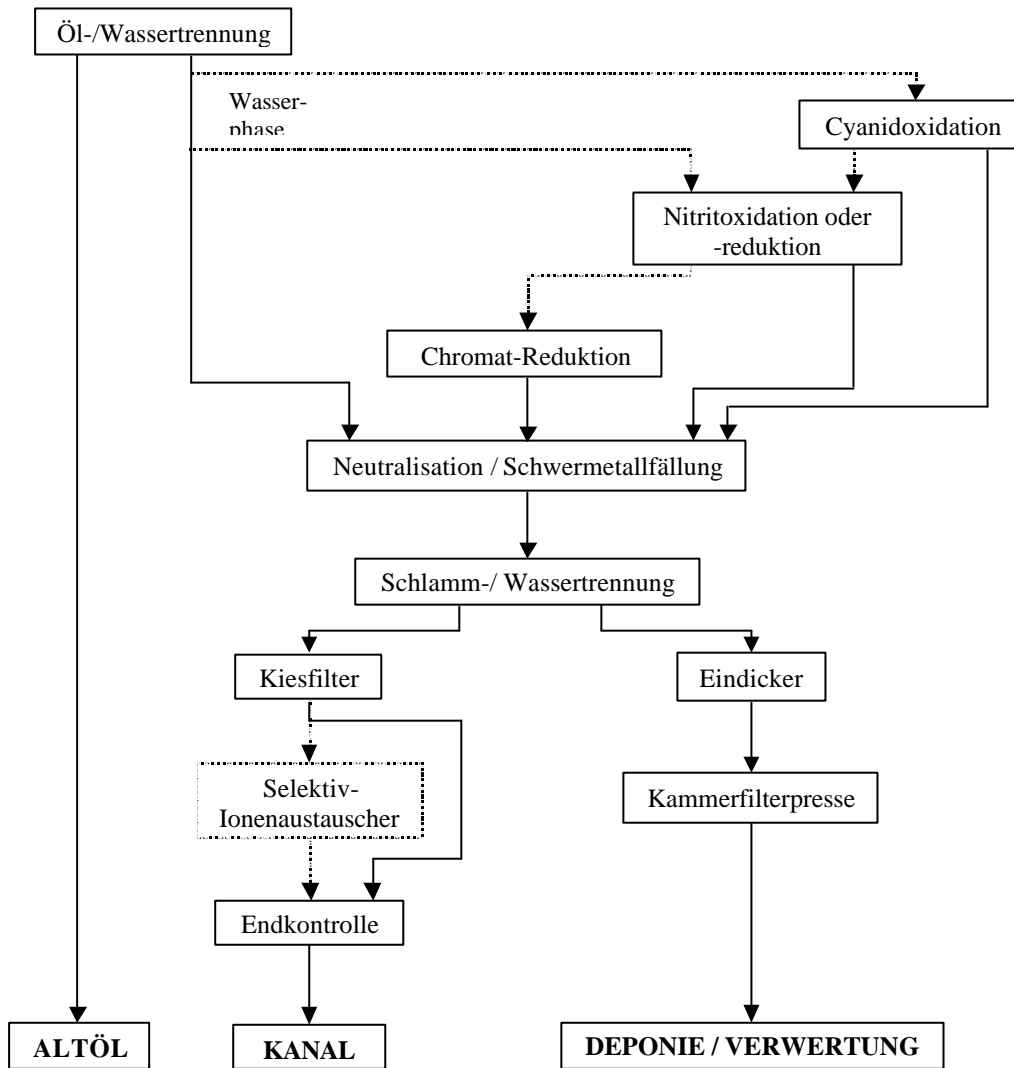 Öl-/Wassertrennung
Wasser-
phase
Cyanidoxidation
Nitritoxidation oder
-reduktion
Chromat-Reduktion
Neutralisation / Schwermetallfällung
Schlamm-/ Wassertrennung
Kiesfilter
Eindicker
Selektiv-
Ionenaustauscher
Kammerfilterpresse
Endkontrolle
ALTÖL
KANAL
DEPONIE / VERWERTUNG